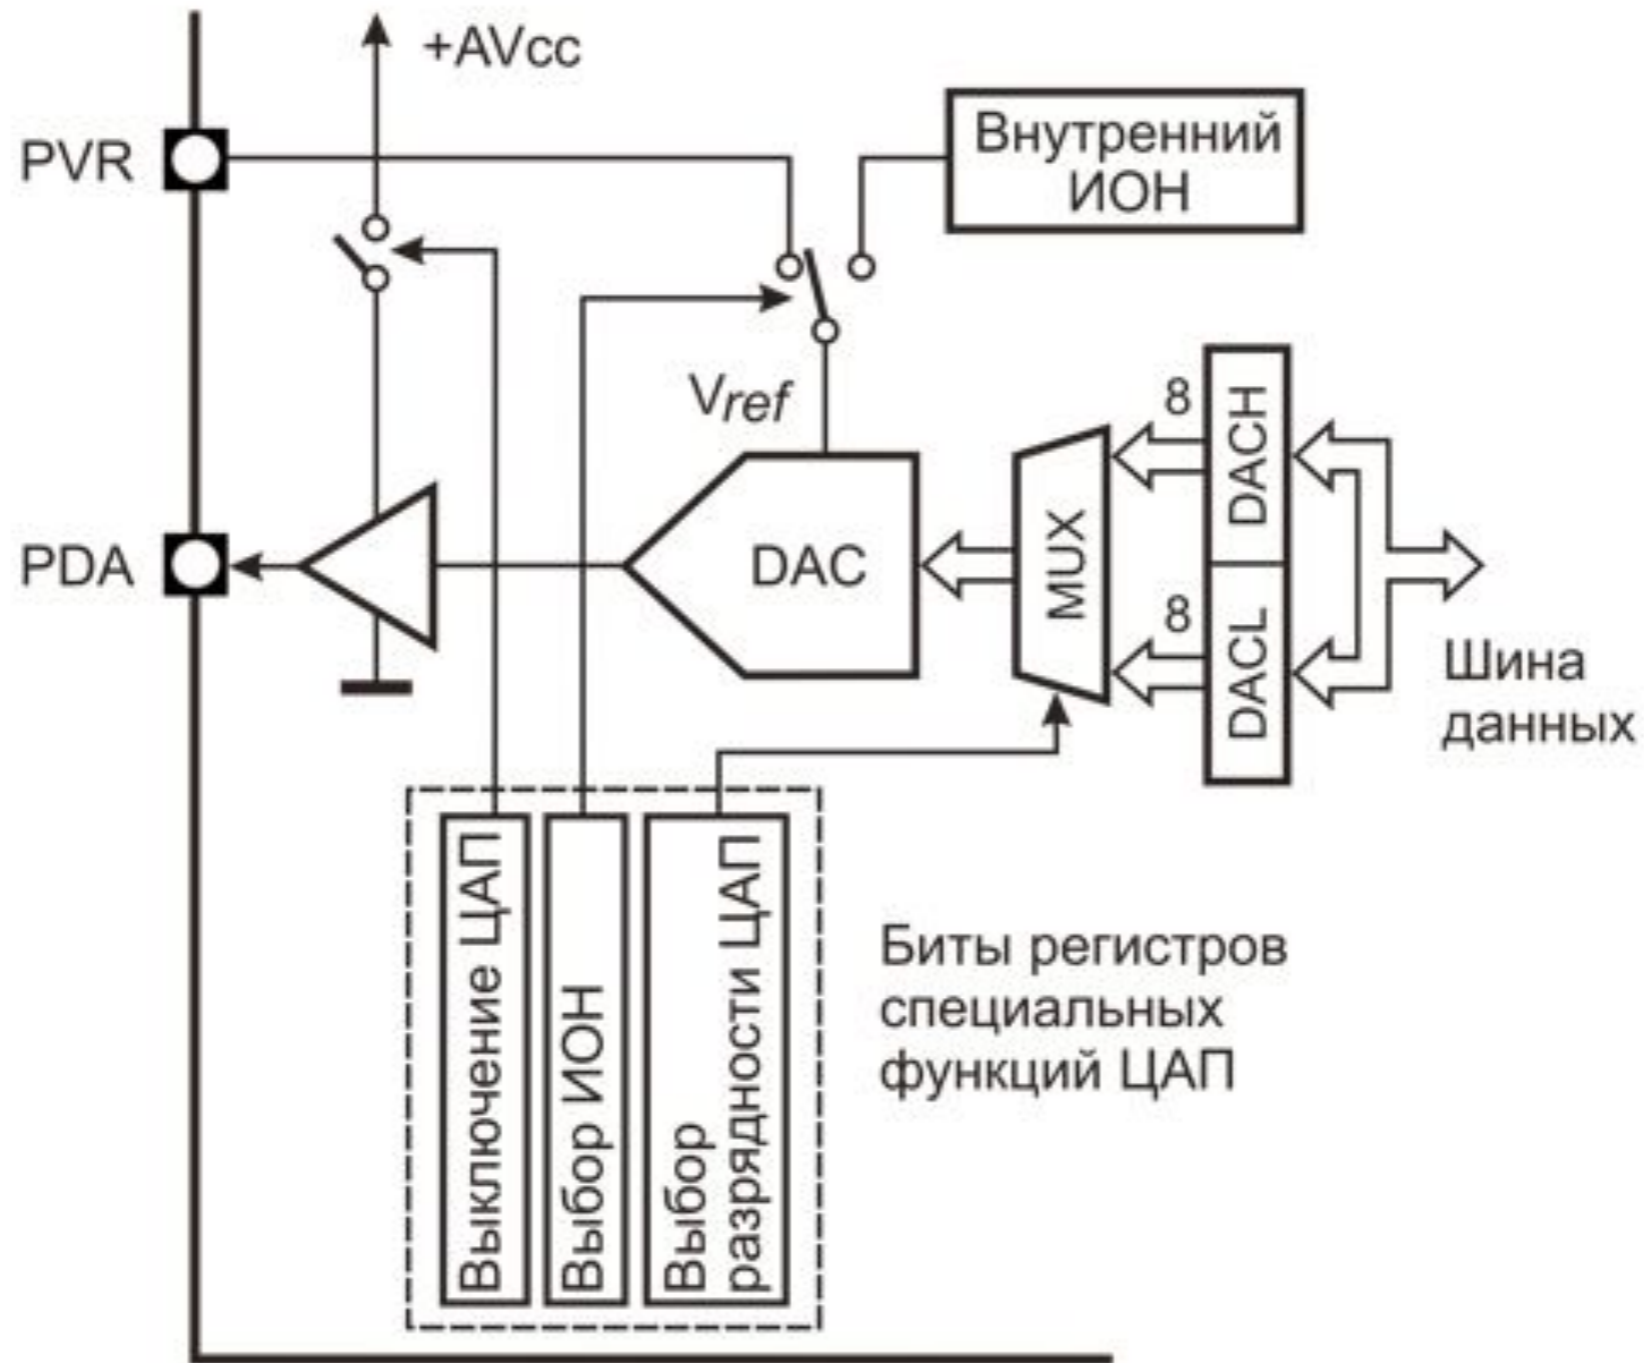 +AVcc
PVR
Внутренний
ИОН
Vref
8
DACH
MUX
DAC
PDA
8
DACL
Шина
данных
Выключение ЦАП
Выбор ИОН
Выбор
разрядности ЦАП
Биты регистров
специальных
функций ЦАП